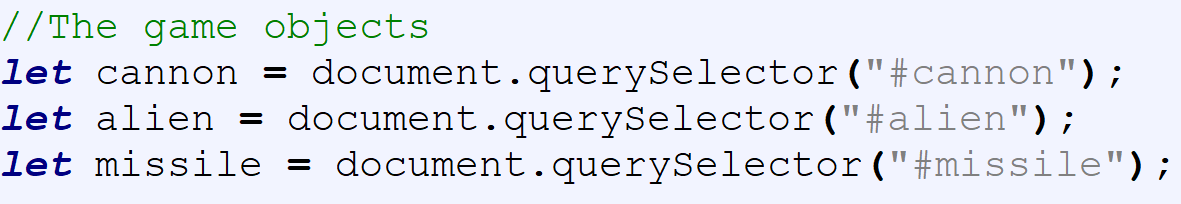 //The game objects
let cannon = document.querySelector("#cannon");
let alien = document.querySelector("#alien");
let missile = document.querySelector("#missile");